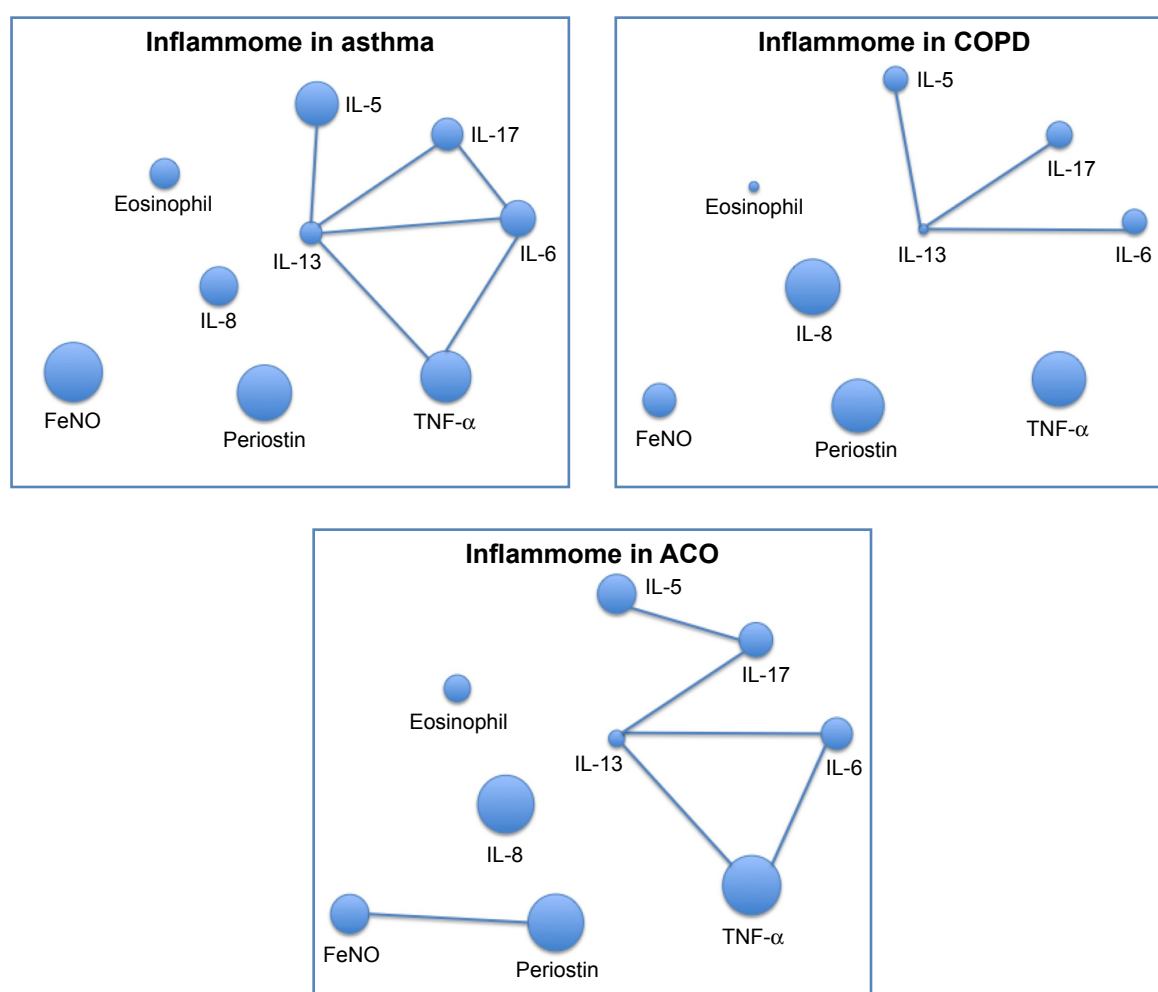 Inflammome in asthma
IL-5
IL-17
Eosinophil
IL-13
IL-6
IL-8
FeNO
Periostin
TNF-α
Inflammome in COPD
IL-5
IL-17
Eosinophil
IL-13
IL-6
IL-8
FeNO
Periostin
TNF-α
Inflammome in ACO
IL-5
IL-17
Eosinophil
IL-13
IL-6
IL-8
FeNO
Periostin
TNF-α